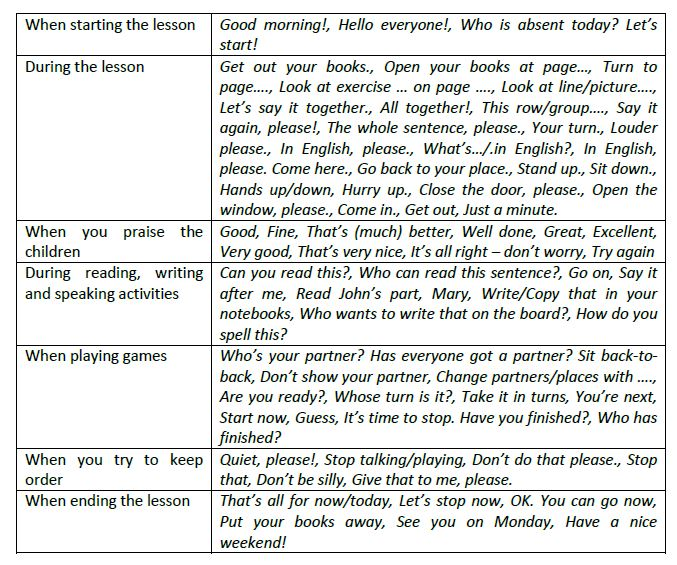 When starting the lesson
Good morning!, Hello everyone!, Who is absent today? Let's
start!
During the lesson
Get out your books., Open your books at page…, Turn to
page…., Look at exercise … on page …., Look at line/picture….,
Let's say it together., All together!, This row/group…., Say it
again, please!, The whole sentence, please., Your turn., Louder
please., In English, please., What's…/.in English?, In English,
please. Come here., Go back to your place., Stand up., Sit down.,
Hands up/down, Hurry up., Close the door, please., Open the
window, please., Come in., Get out, Just a minute.
When you praise the
children
Good, Fine, That's (much) better, Well done, Great, Excellent,
Very good, That's very nice, It's all right – don't worry, Try again
During reading, writing
and speaking activities
Can you read this?, Who can read this sentence?, Go on, Say it
after me, Read John's part, Mary, Write/Copy that in your
notebooks, Who wants to write that on the board?, How do you
spell this?
When playing games
Who's your partner? Has everyone got a partner? Sit back-to-
back, Don't show your partner, Change partners/places with ….,
Are you ready?, Whose turn is it?, Take it in turns, You're next,
Start now, Guess, It's time to stop. Have you finished?, Who has
finished?
When you try to keep
order
Quiet, please!, Stop talking/playing, Don't do that please., Stop
that, Don't be silly, Give that to me, please.
When ending the lesson
That's all for now/today, Let's stop now, OK. You can go now,
Put your books away, See you on Monday, Have a nice
weekend!